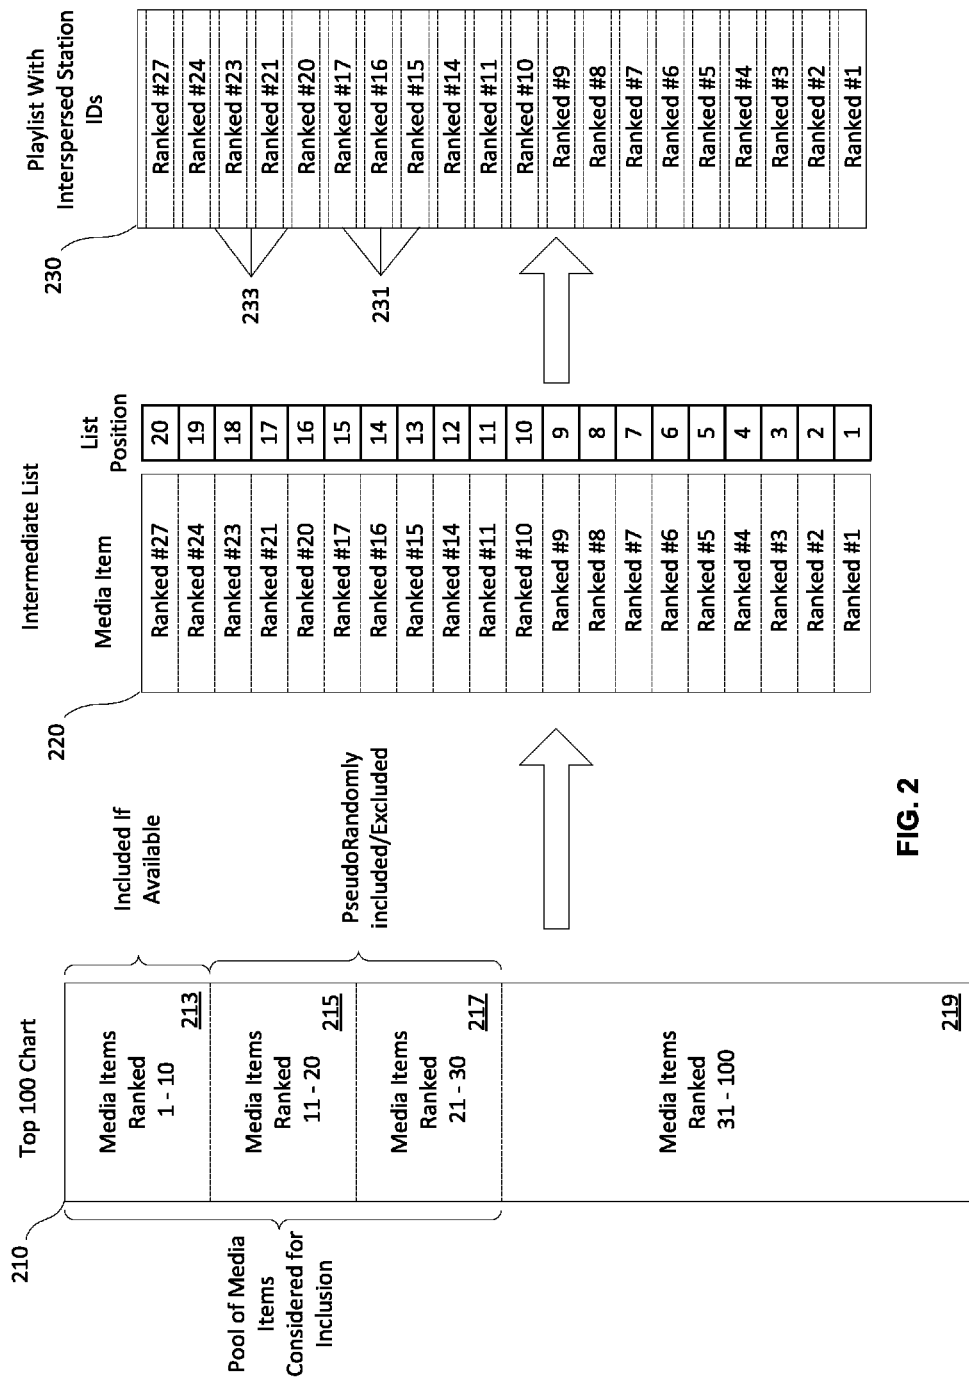 Top 100 Chart
210
Pool of Media
Items
Considered for
Inclusion
Media Items
Ranked
1 - 10
213
Media Items
Ranked
11 - 20
215
Media Items
Ranked
21 - 30
217
Media Items
Ranked
31 - 100
219
Included If
Available
PseudoRandomly
included/Excluded
Intermediate List
220
Media Item
List
Position
Ranked #27 20
Ranked #24 19
Ranked #23 18
Ranked #21 17
Ranked #20 16
Ranked #17 15
Ranked #16 14
Ranked #15 13
Ranked #14 12
Ranked #11 11
Ranked #10 10
Ranked #9 9
Ranked #8 8
Ranked #7 7
Ranked #6 6
Ranked #5 5
Ranked #4 4
Ranked #3 3
Ranked #2 2
Ranked #1 1
Playlist With
Interspersed Station
IDs
230
233
231
Ranked #27
Ranked #24
Ranked #23
Ranked #21
Ranked #20
Ranked #17
Ranked #16
Ranked #15
Ranked #14
Ranked #11
Ranked #10
Ranked #9
Ranked #8
Ranked #7
Ranked #6
Ranked #5
Ranked #4
Ranked #3
Ranked #2
Ranked #1
FIG. 2